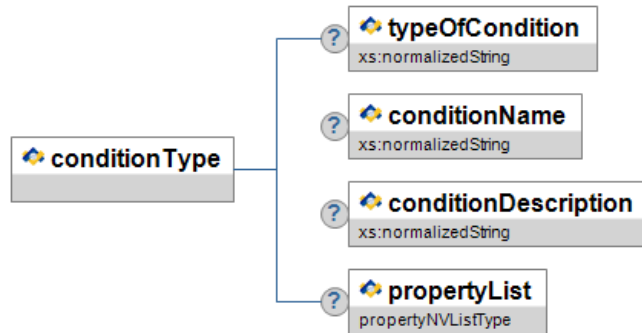 ? typeOfCondition
xs:normalizedString
? conditionName
xs:normalizedString
conditionType
? conditionDescription
xs:normalizedString
? propertyList
propertyNVListType